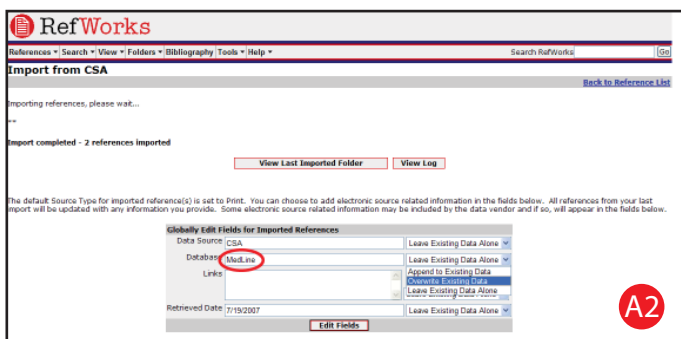 RefWorks
References Search View Folders Bibliography Tools Help Search RefWorks Go
Import from CSA
Back to Reference List
Importing references, please wait...
**
Import completed - 2 references imported
View Last Imported Folder View Log
The default Source Type for imported reference(s) is set to Print. You can choose to add electronic source related information in the fields below. All references from your last
mport will be updated with any information you provide. Some electronic source related information may be included by the data vendor and if so, will appear in the fields below.
Globally Edit Fields for Imported References
Data Source CSA Leave Existing Data Alone
Database MedLine Leave Existing Data Alone
Links
Append to Existing Data
Overwrite Existing Data
Leave Existing Data Alone
Retrieved Date 7/19/2007 Leave Existing Data Alone
Edit Fields
A2